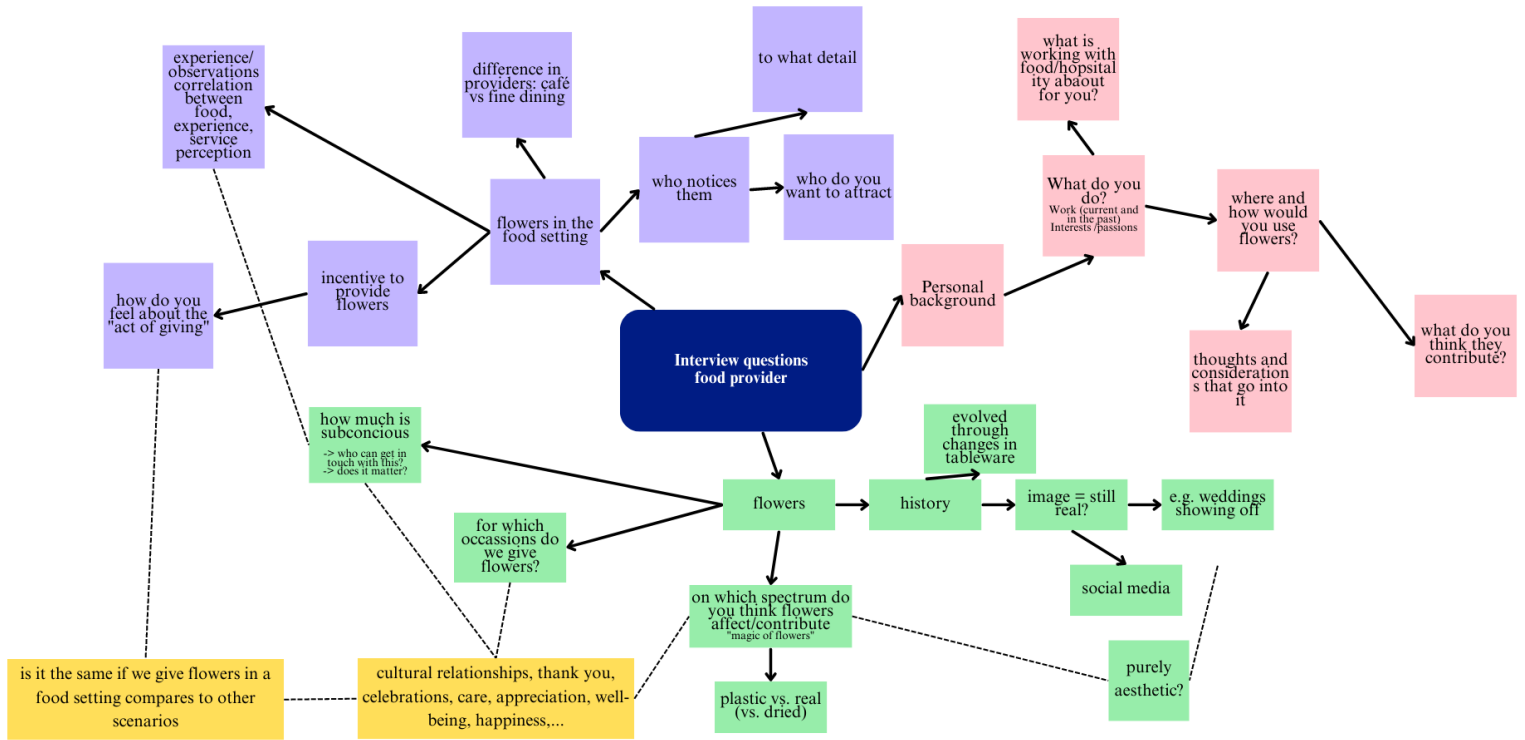 experience/
observations
correlation
between
food,
experience,
service
perception
difference in
providers: café
vs fine dining
to what detail
what is
working with
food/hopsital
ity abaout
for you?
flowers in the
food setting
who notices
them
who do you
want to attract
What do you
do?
Work (current and
in the past)
Interests /passions
where and
how would
you use
flowers?
how do you
feel about the
"act of giving"
incentive to
provide
flowers
Personal
background
what do you
think they
contribute?
thoughts and
consideration
s that go into
it
Interview questions
food provider
how much is
subconcious
-> who can get in
touch with this?
-> does it matter?
evolved
through
changes in
tableware
flowers
history
image = still
real?
e.g. weddings
showing off
for which
occassions do
we give
flowers?
social media
on which spectrum do
you think flowers
affect/contribute
"magic of flowers"
purely
aesthetic?
plastic vs. real
(vs. dried)
is it the same if we give flowers in a
food setting compares to other
scenarios
cultural relationships, thank you,
celebrations, care, appreciation, well-
being, happiness,...